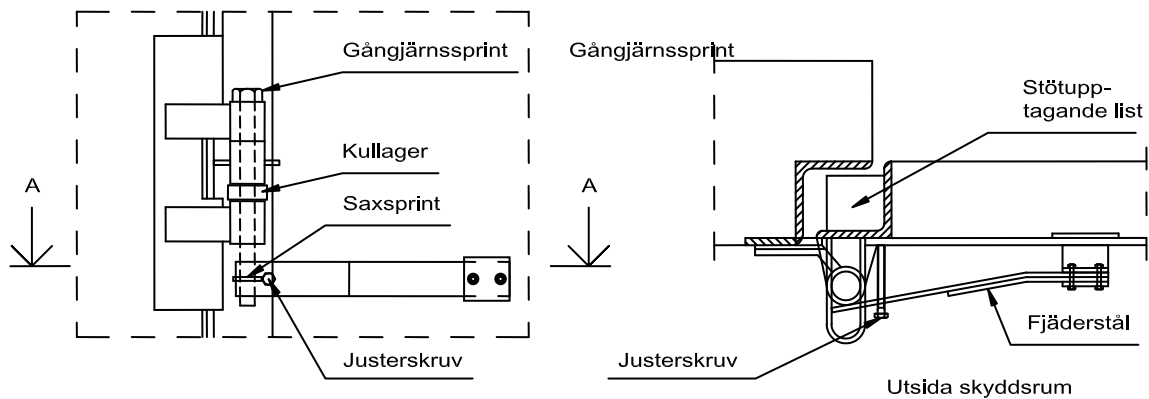 Gångjärnssprint
Kullager
Saxsprint
Justerskruv
A
A
Gångjärnssprint
Stötupp-
tagande list
Fjäderstål
Justerskruv
Utsida skyddsrum